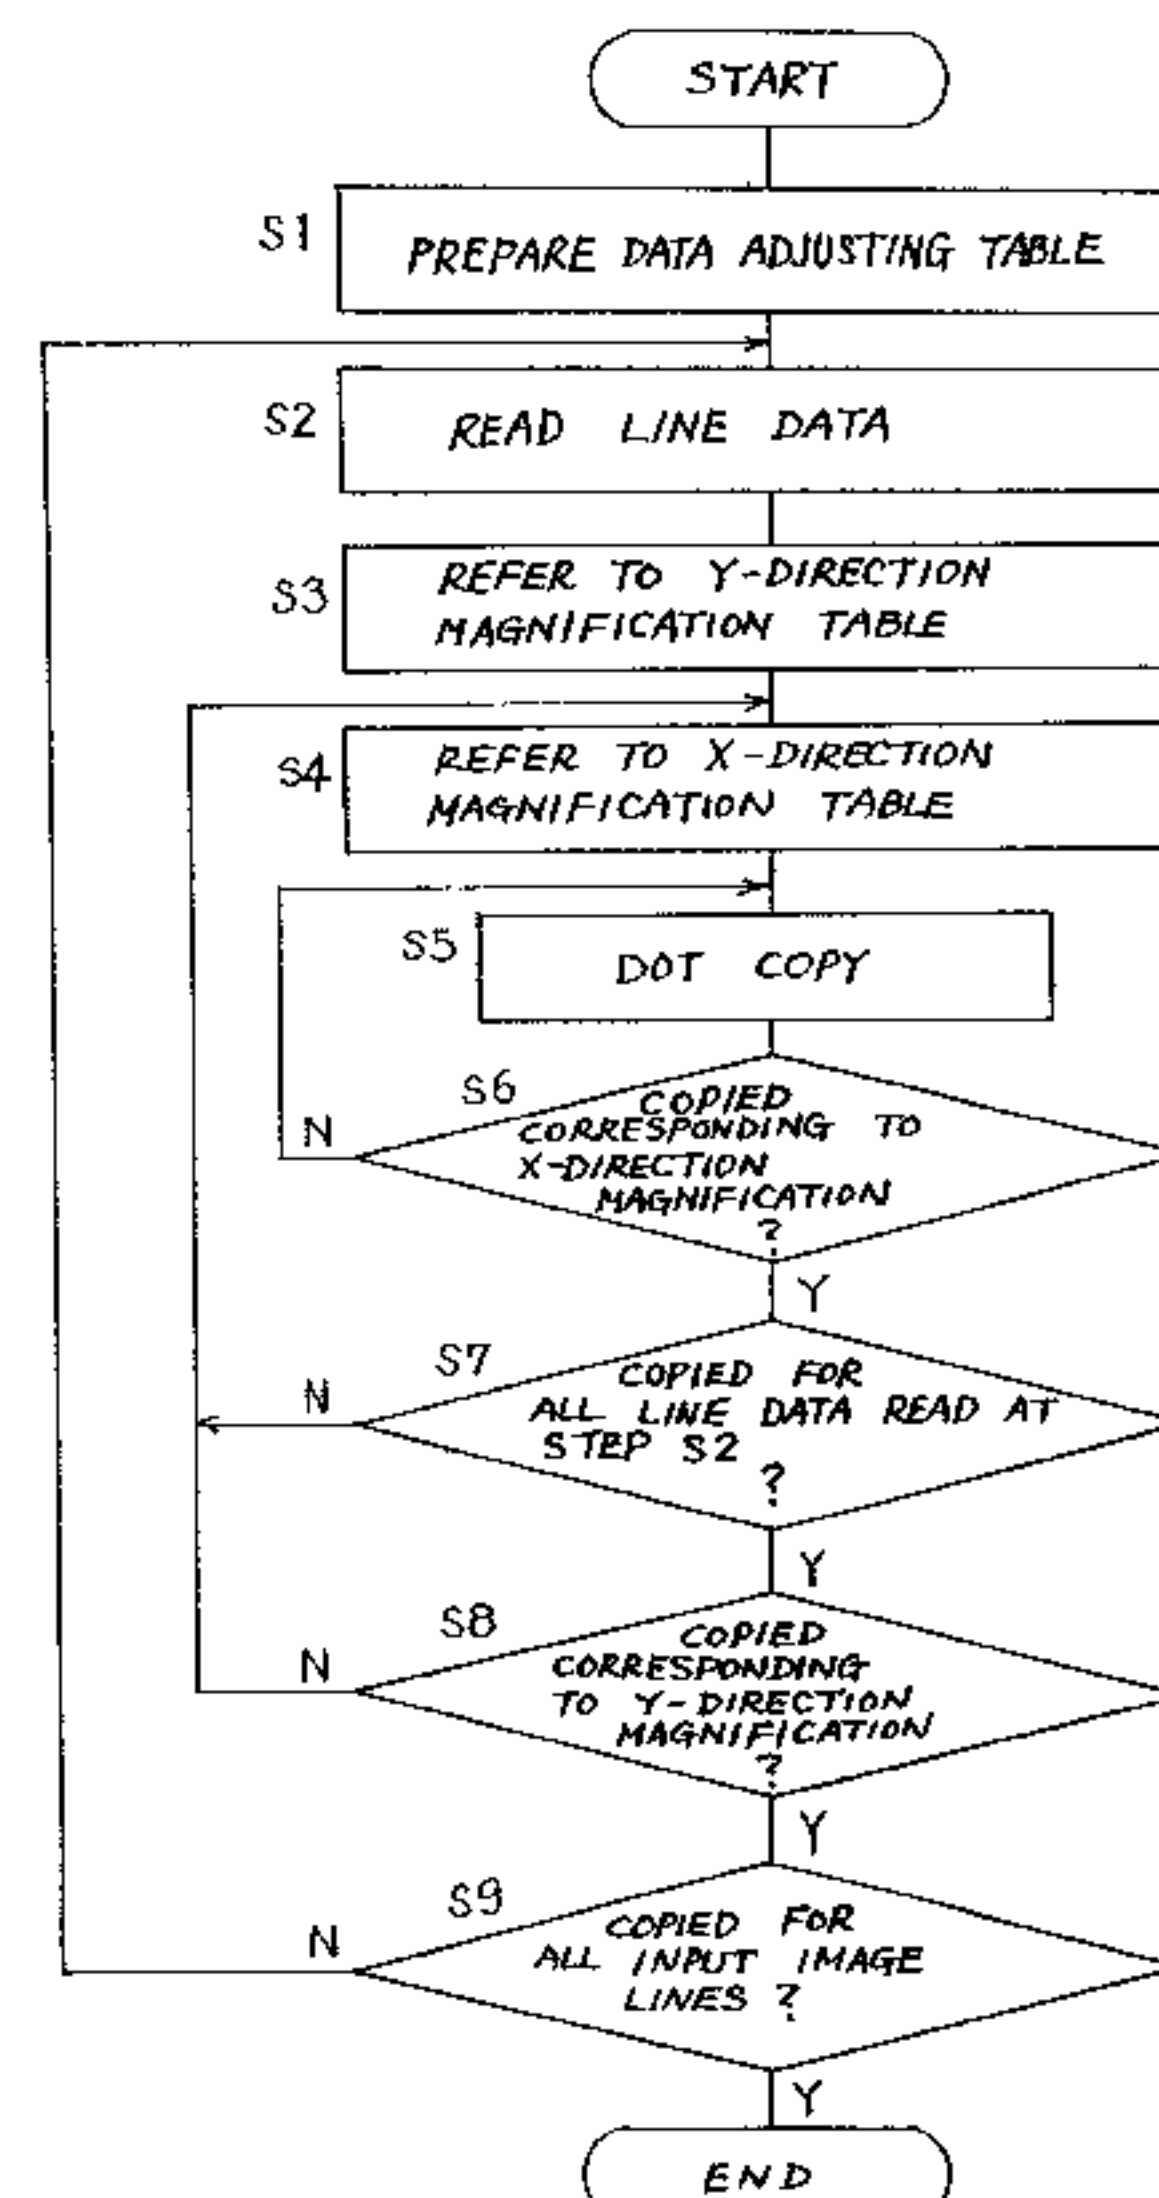 START
S1
PREPARE DATA ADJUSTING TABLE
S2
READ LINE DATA
S3
REFER TO Y-DIRECTION
MAGNIFICATION TABLE
S4
REFER TO X-DIRECTION
MAGNIFICATION TABLE
S5
DOT COPY
S6
COPIED
CORRESPONDING TO
X-DIRECTION
MAGNIFICATION
?
N
Y
S7
COPIED FOR
ALL LINE DATA READ AT
STEP S2
?
N
Y
S8
COPIED
CORRESPONDING
TO Y-DIRECTION
MAGNIFICATION
?
N
Y
S9
COPIED FOR
ALL INPUT IMAGE
LINES ?
N
Y
END